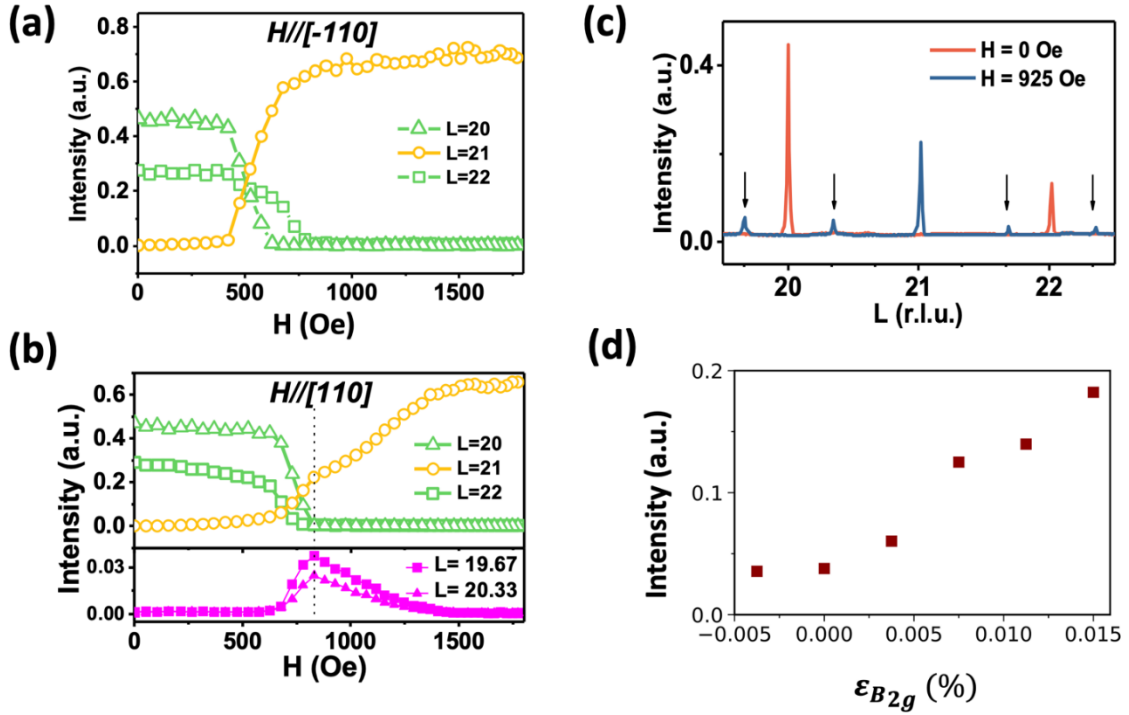 (a)
H//[-110]
Intensity (a.u.)
0.8
0.6
0.4
0.2
0.0
L=20
L=21
L=22
0 500 1000 1500
H (Oe)
(b)
H//[110]
Intensity (a.u.)
0.6
0.4
0.2
0.0
L=20
L=21
L=22
0.03
0.00
L= 19.67
L= 20.33
0 500 1000 1500
H (Oe)
(c)
Intensity (a.u.)
0.4
0.0
H = 0 Oe
H = 925 Oe
20 21 22
L (r.l.u.)
(d)
Intensity (a.u.)
0.2
0.1
0.0
−0.005 0.000 0.005 0.010 0.015
ε_{B_{2g}} (%)